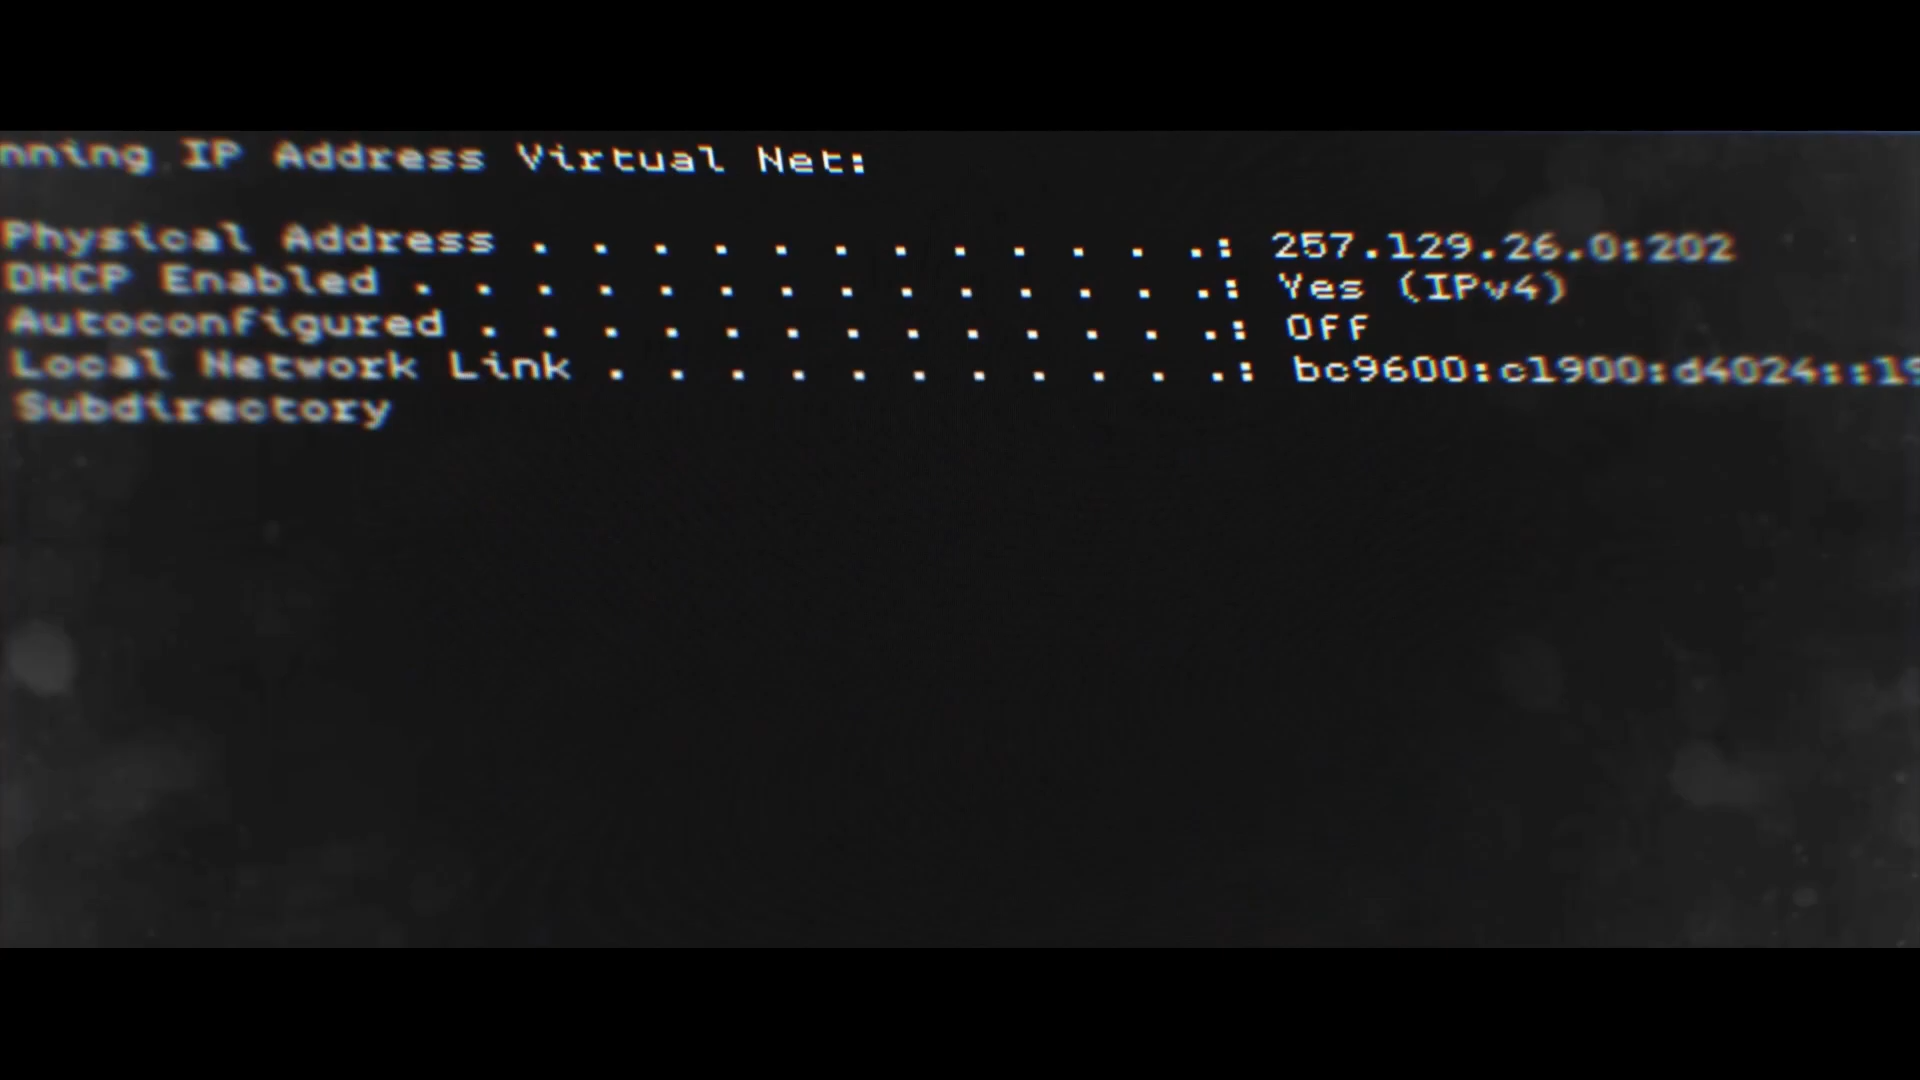 nning IP Address Virtual Net:
Physical Address . . . . . . . . . . . .: 257.129.26.0:202
DHCP Enabled . . . . . . . . . . . . . .: Yes (IPv4)
Autoconfigured . . . . . . . . . . . . .: Off
Local Network Link . . . . . . . . . . .: bc9600:c1900:d4024::19
Subdirectory